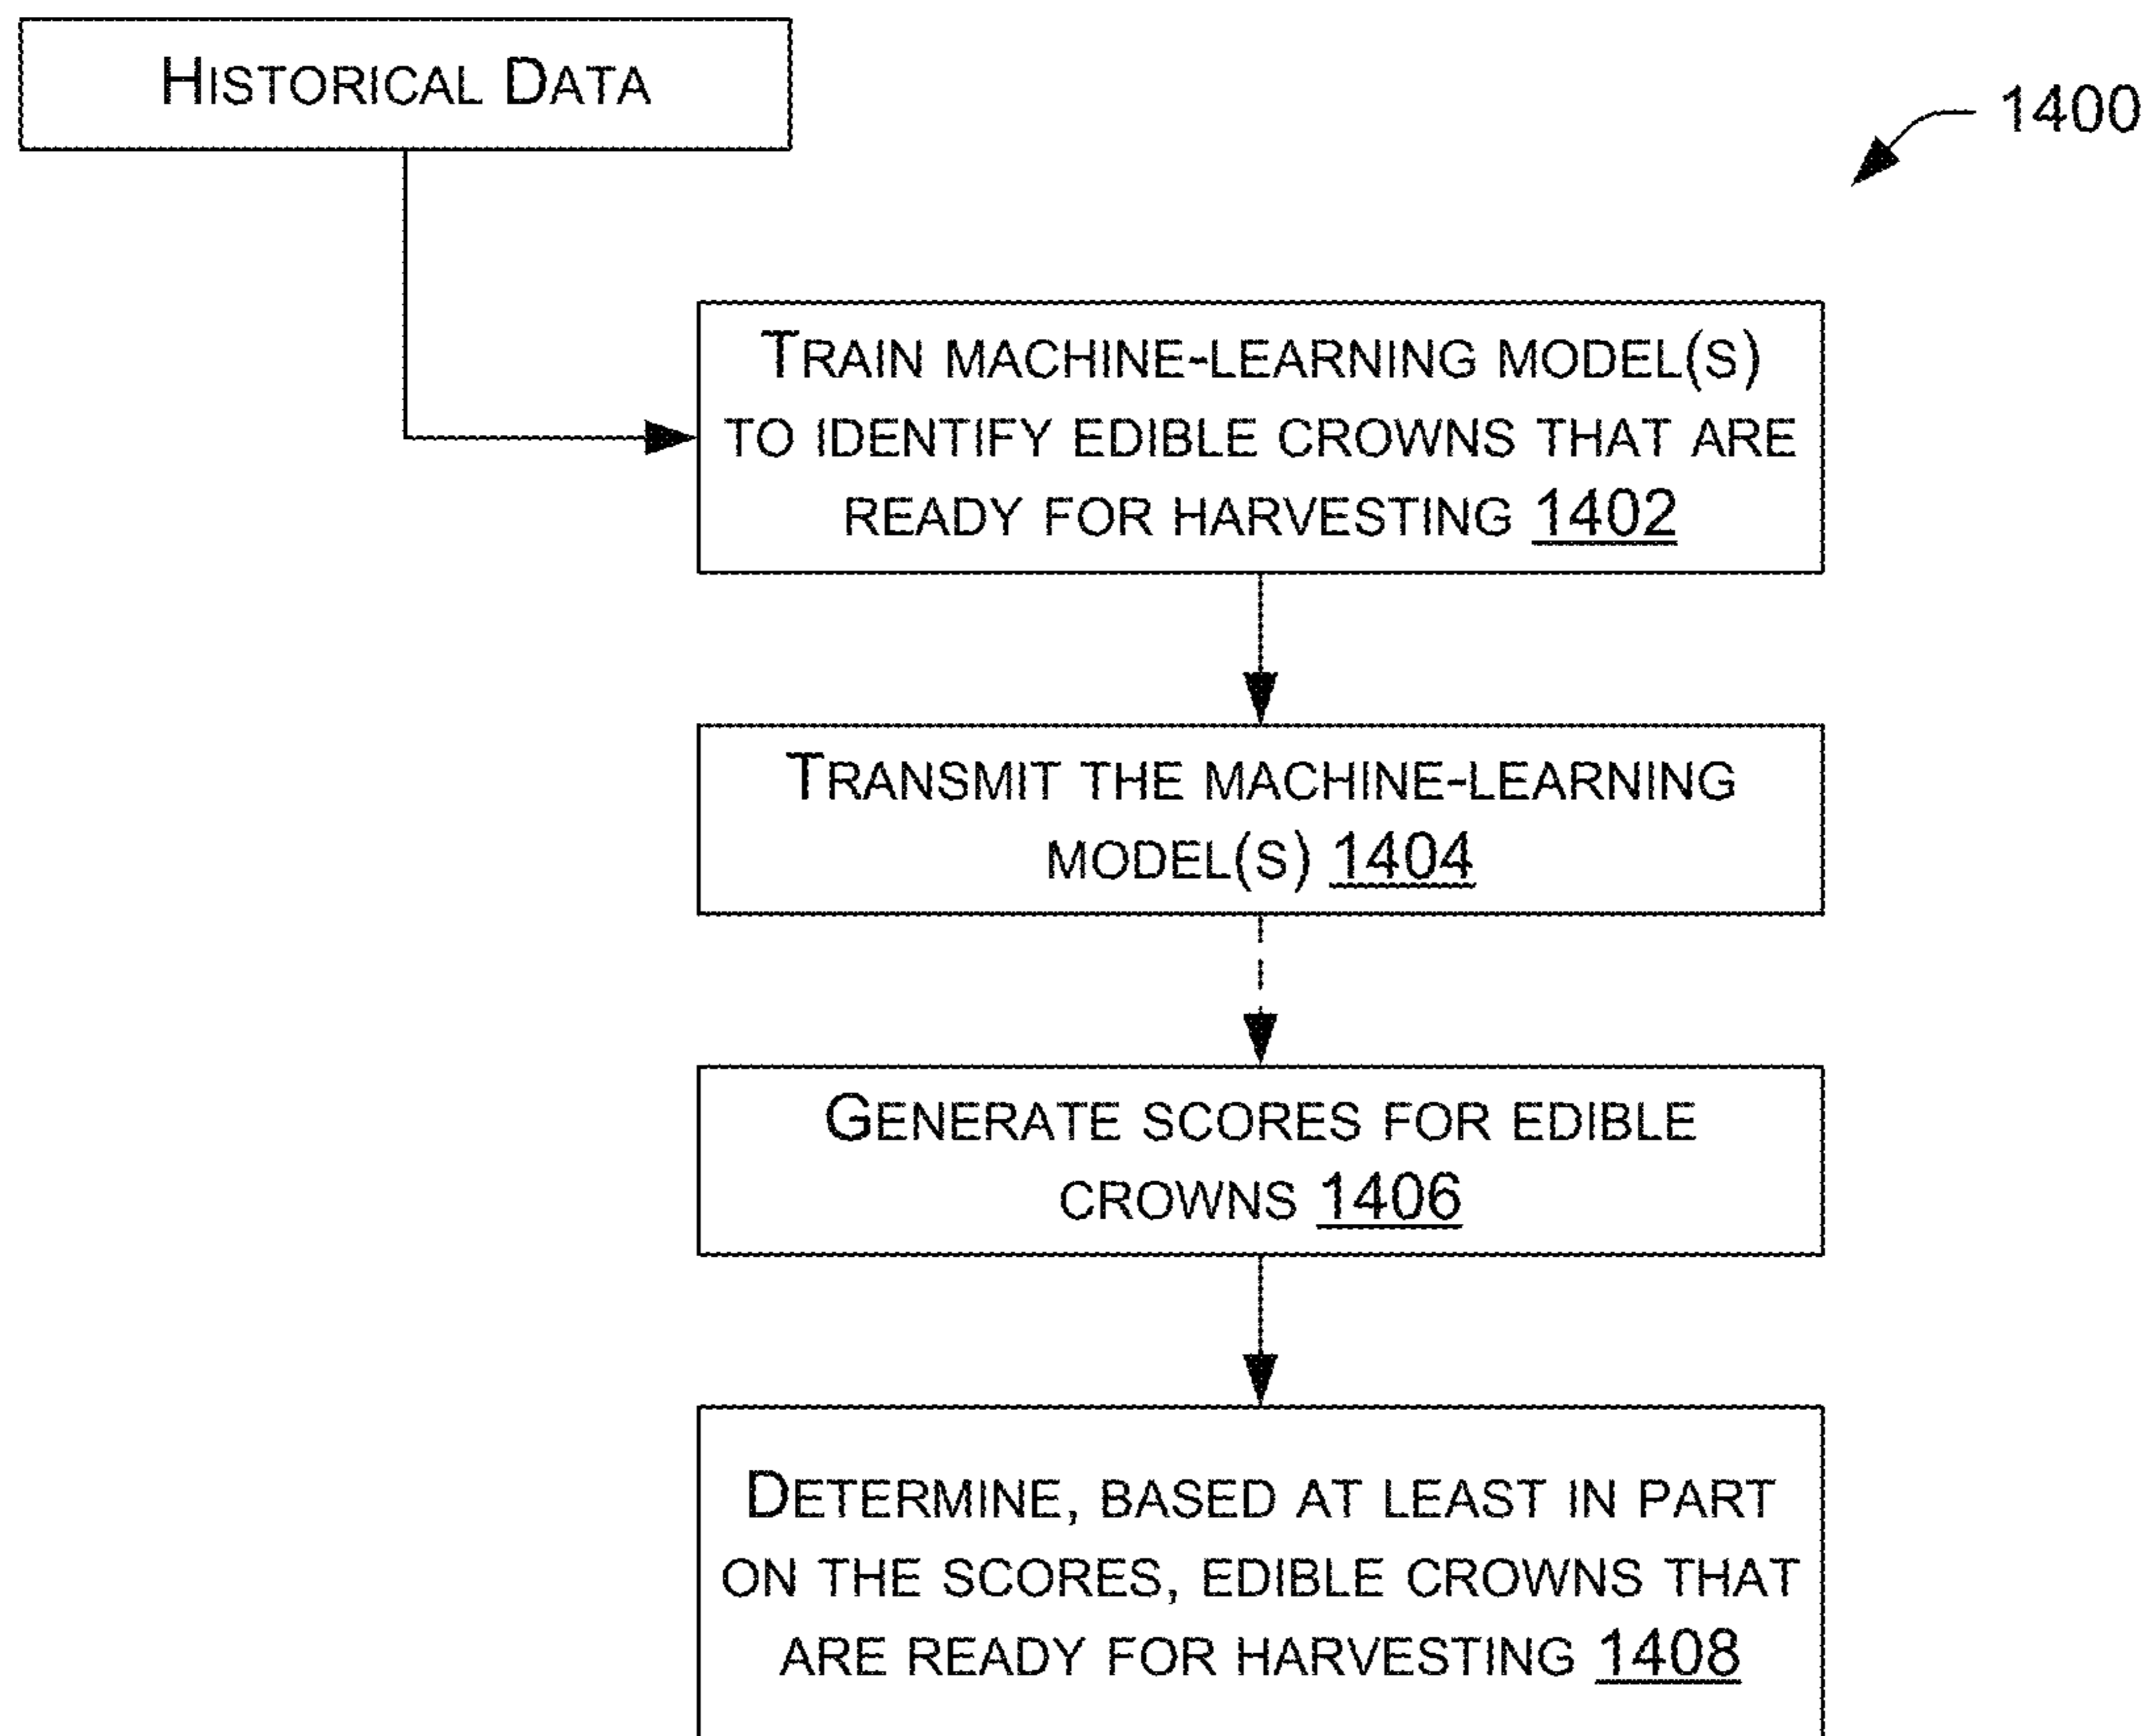 HISTORICAL DATA
1400
TRAIN MACHINE-LEARNING MODEL(S)
TO IDENTIFY EDIBLE CROWNS THAT ARE
READY FOR HARVESTING 1402
TRANSMIT THE MACHINE-LEARNING
MODEL(S) 1404
GENERATE SCORES FOR EDIBLE
CROWNS 1406
DETERMINE, BASED AT LEAST IN PART
ON THE SCORES, EDIBLE CROWNS THAT
ARE READY FOR HARVESTING 1408